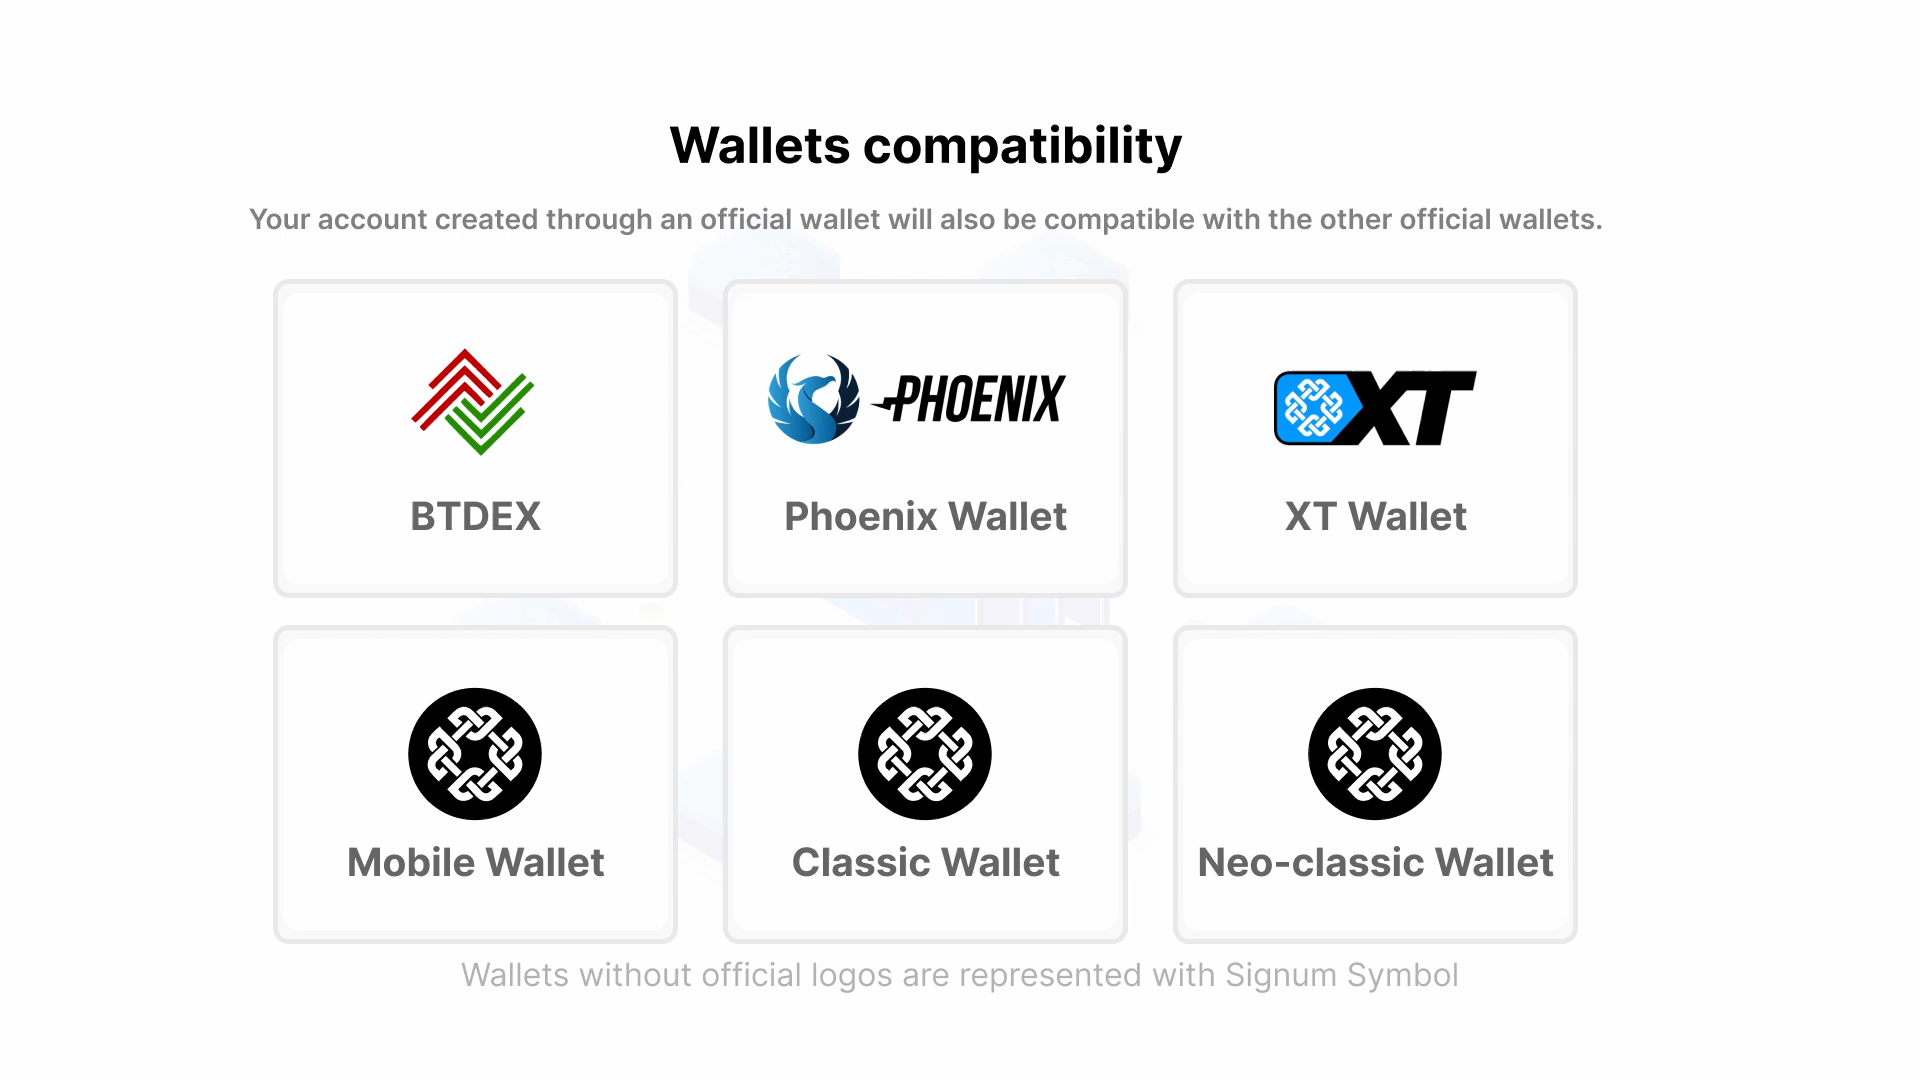 Wallets compatibility
Your account created through an official wallet will also be compatible with the other official wallets.
PHOENIX
XT
BTDEX
Phoenix Wallet
XT Wallet
Mobile Wallet
Classic Wallet
Neo-classic Wallet
Wallets without official logos are represented with Signum Symbol